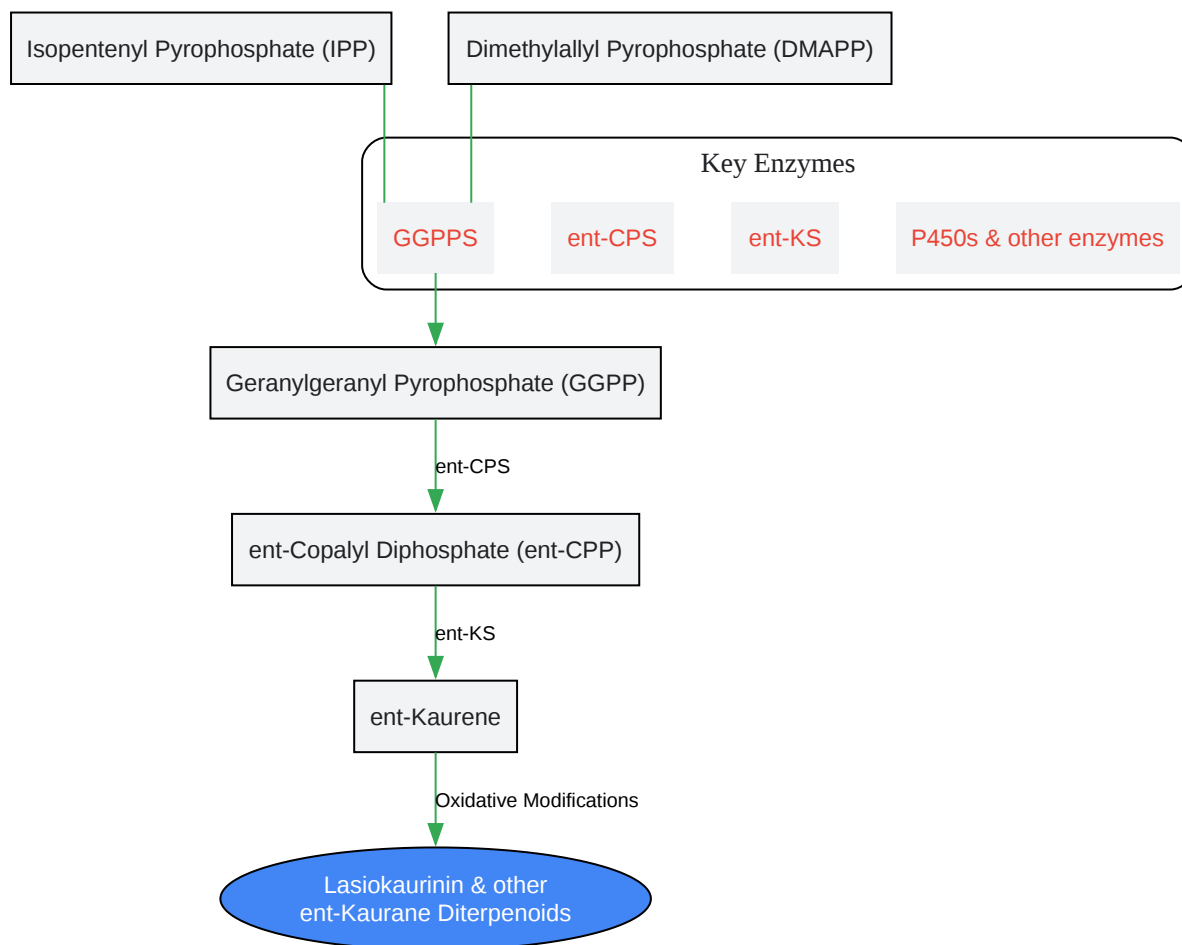 Isopentenyl Pyrophosphate (IPP)
Dimethylallyl Pyrophosphate (DMAPP)
Key Enzymes
GGPPS
ent-CPS
ent-KS
P450s & other enzymes
Geranylgeranyl Pyrophosphate (GGPP)
ent-CPS
ent-Copalyl Diphosphate (ent-CPP)
ent-KS
ent-Kaurene
Oxidative Modifications
Lasiokaurinin & other
ent-Kaurane Diterpenoids